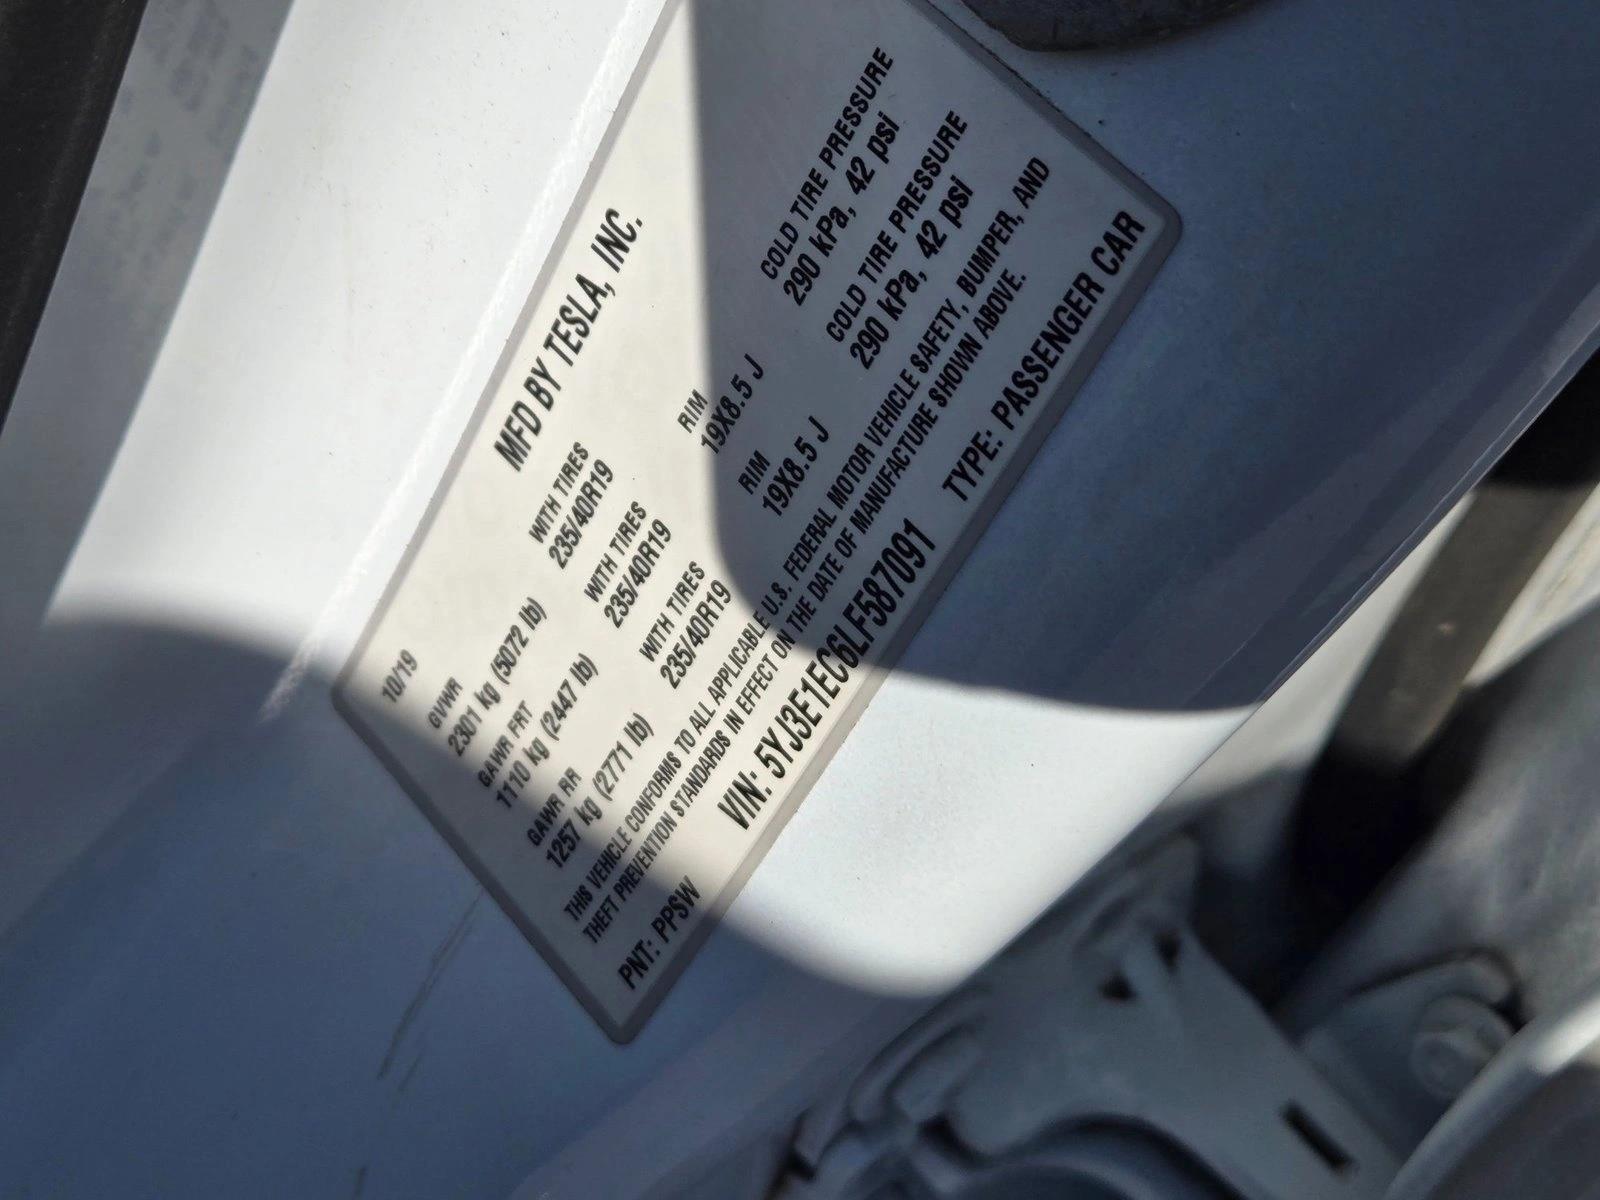 MFD BY TESLA, INC.
10/19
GVWR
2301 kg (5072 lb)
WITH TIRES
235/40R19
RIM
19X8.5 J
COLD TIRE PRESSURE
290 kPa, 42 psi
GAWR FRT
1110 kg (2447 lb)
WITH TIRES
235/40R19
RIM
19X8.5 J
COLD TIRE PRESSURE
290 kPa, 42 psi
GAWR RR
1257 kg (2771 lb)
WITH TIRES
235/40R19
THIS VEHICLE CONFORMS TO ALL APPLICABLE U.S. FEDERAL MOTOR VEHICLE SAFETY, BUMPER, AND
THEFT PREVENTION STANDARDS IN EFFECT ON THE DATE OF MANUFACTURE SHOWN ABOVE.
PNT: PPSW VIN: 5YJ3E1EC6LF587091 TYPE: PASSENGER CAR